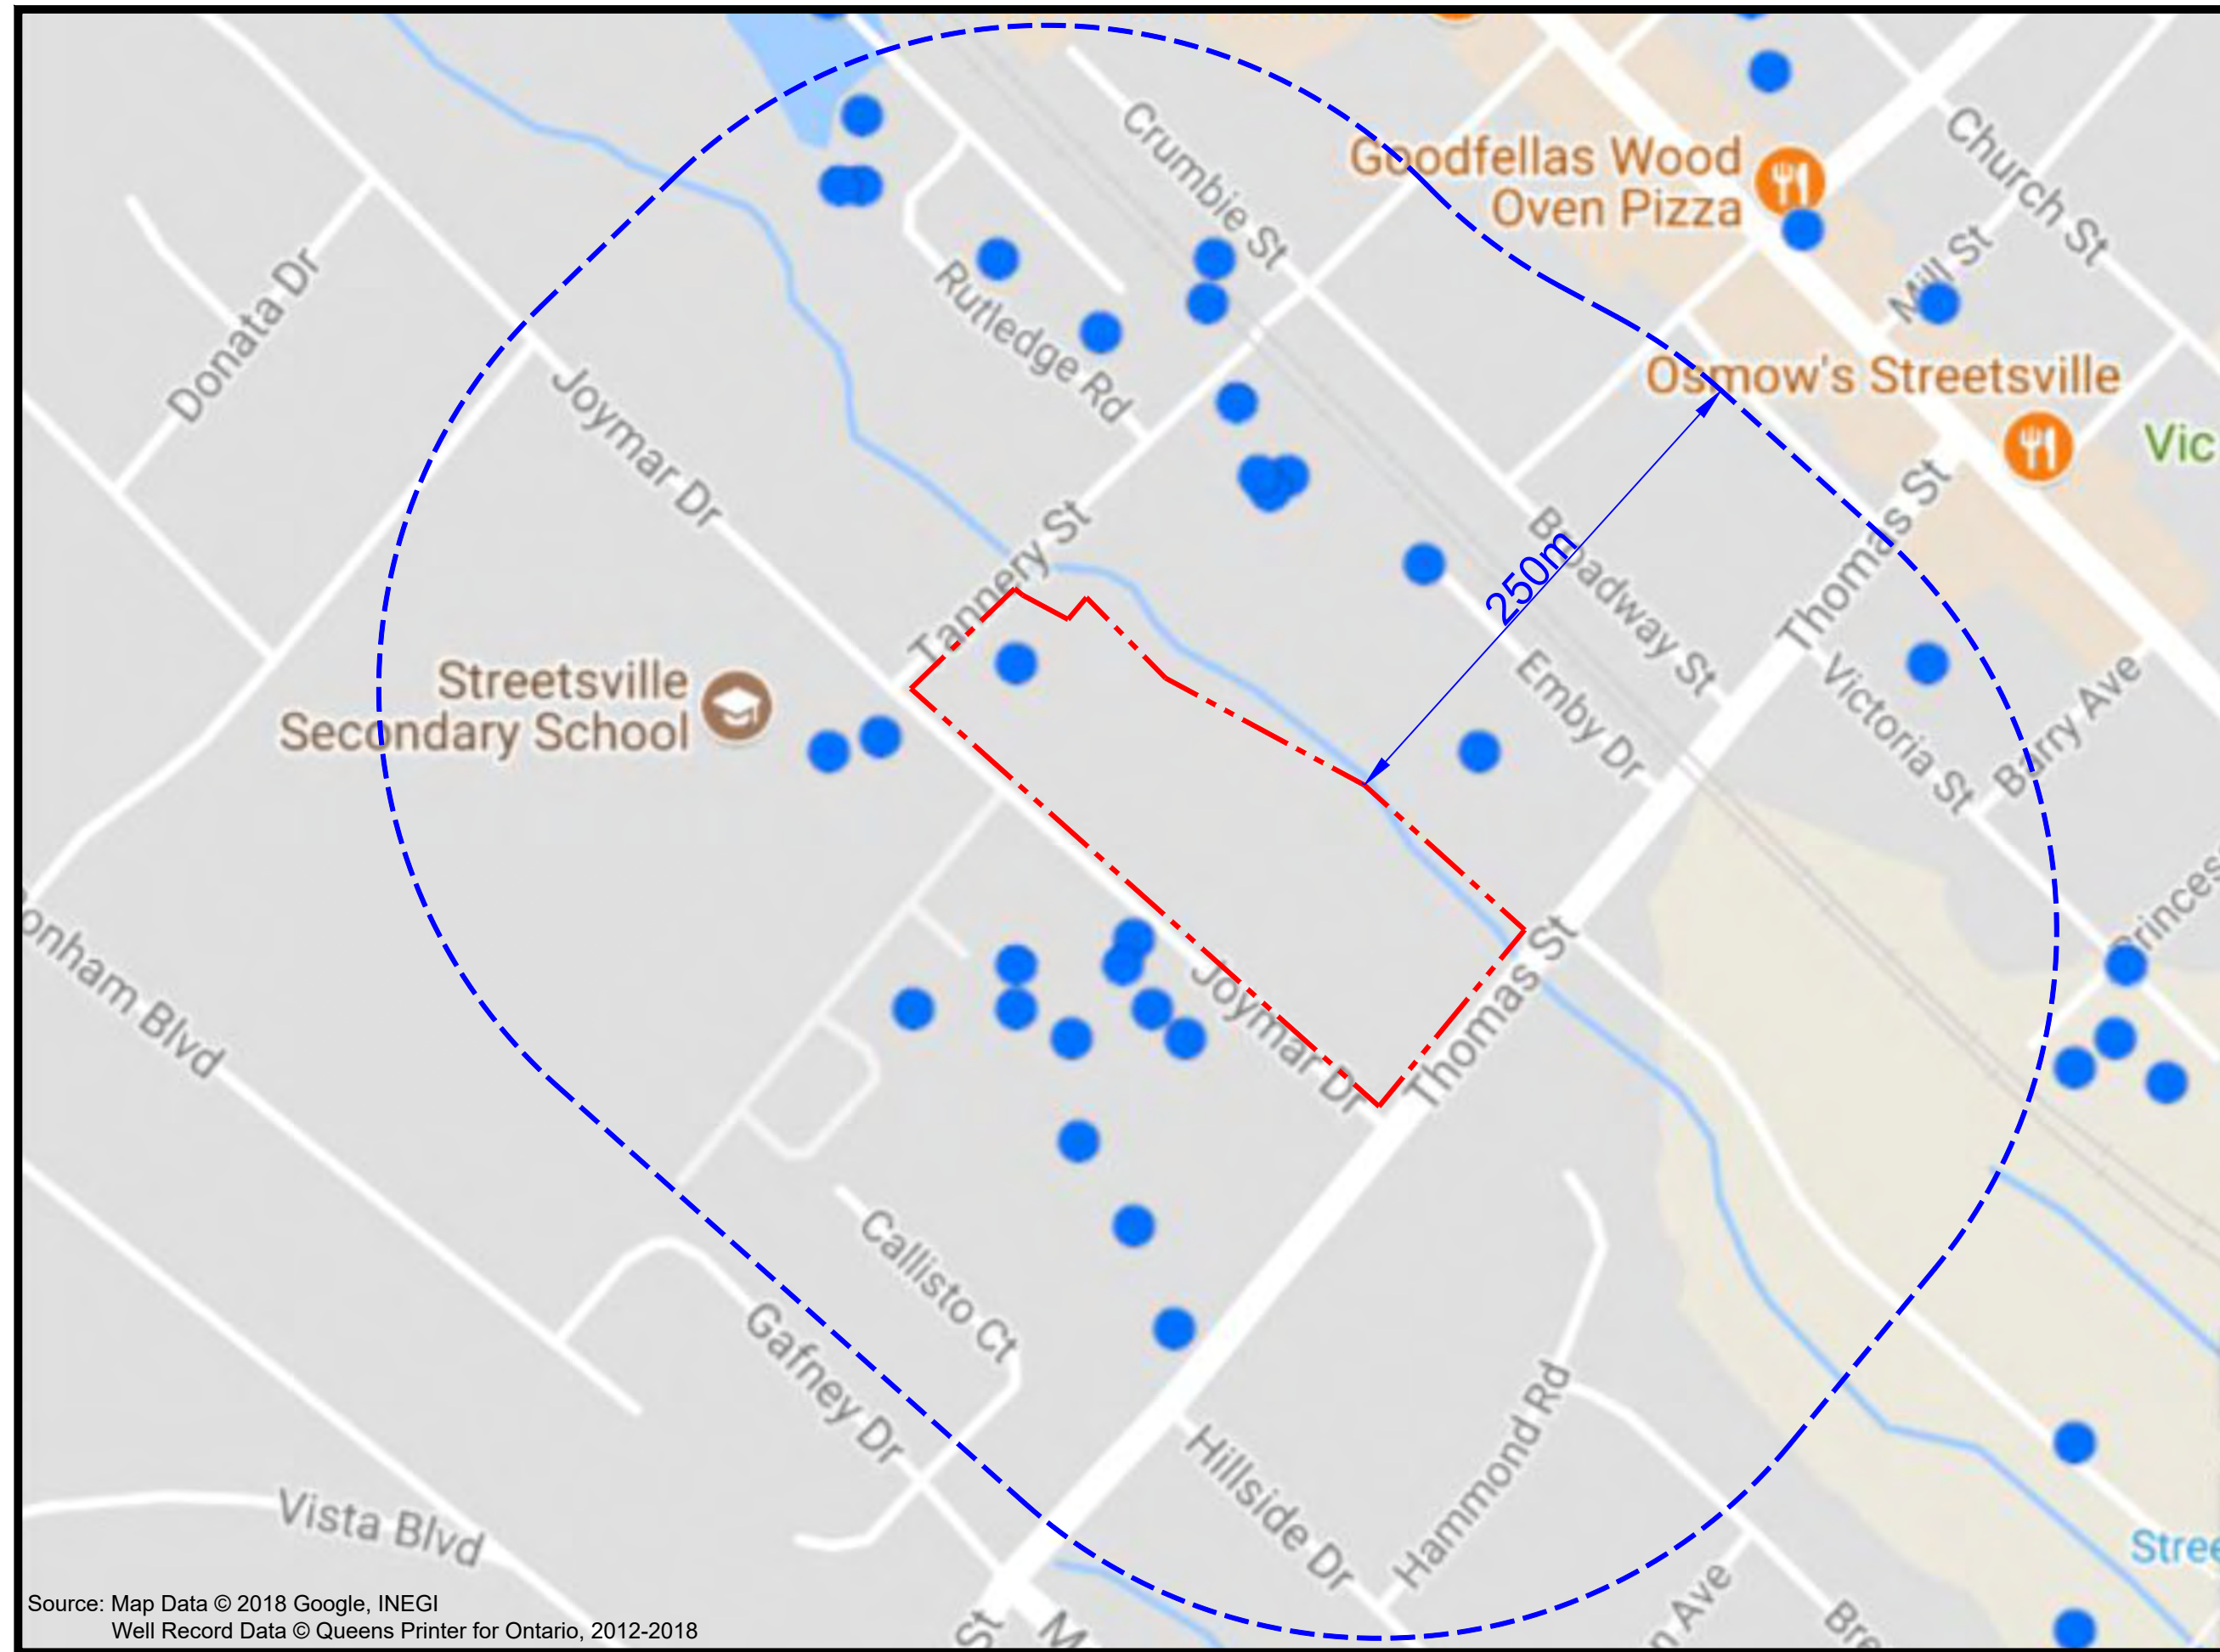 Crumbie St
Goodfellas Wood
Oven Pizza
Church St
Mill St
Donata Dr
Rutledge Rd
Joymar Dr
Osmow's Streetsville
Vic
Tannery St
250m
Broadway St
Thomas St
Streetsville
Secondary School
Emby Dr
Victoria St
Barry Ave
Princes
onham Blvd
Joymar Dr
Thomas St
Callisto Ct
Gafney Dr
Hillside Dr
Hammond Rd
Vista Blvd
Stree
n Ave
Bre
St
M
Source: Map Data © 2018 Google, INEGI
Well Record Data © Queens Printer for Ontario, 2012-2018